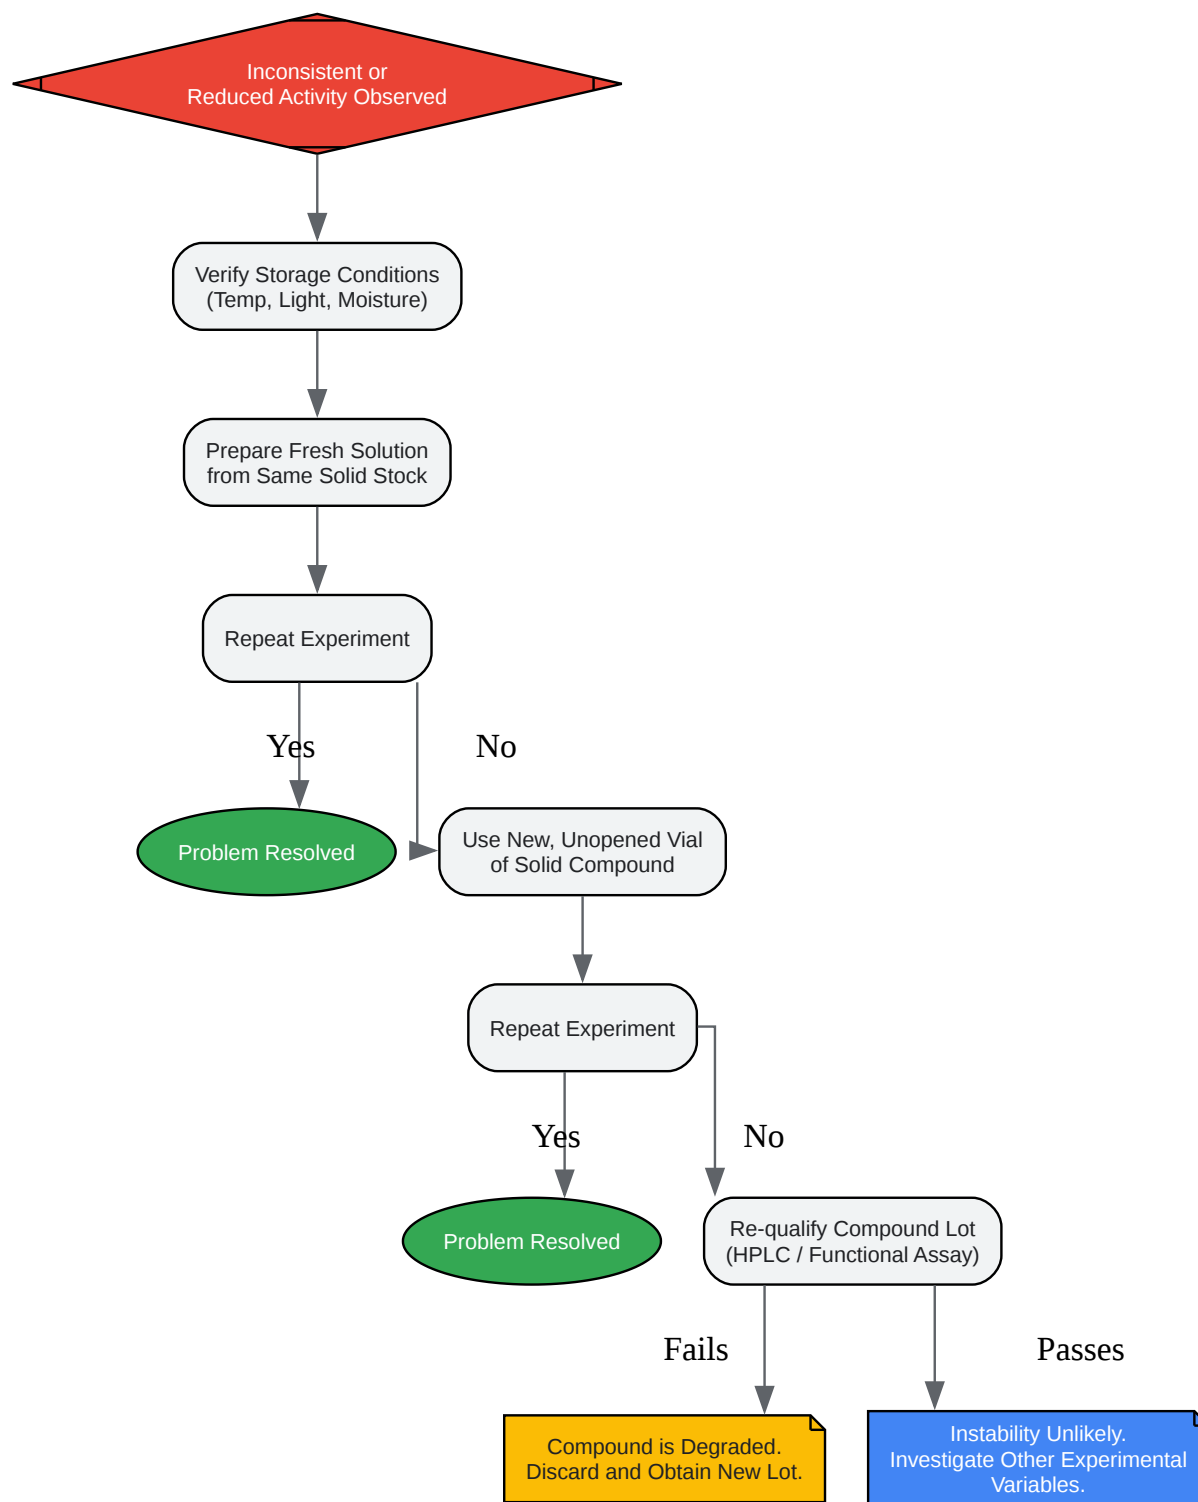 Inconsistent or
Reduced Activity Observed
Verify Storage Conditions
(Temp, Light, Moisture)
Prepare Fresh Solution
from Same Solid Stock
Repeat Experiment
Yes
No
Problem Resolved
Use New, Unopened Vial
of Solid Compound
Repeat Experiment
Yes
No
Problem Resolved
Re-qualify Compound Lot
(HPLC / Functional Assay)
Fails
Passes
Compound is Degraded.
Discard and Obtain New Lot.
Instability Unlikely.
Investigate Other Experimental
Variables.